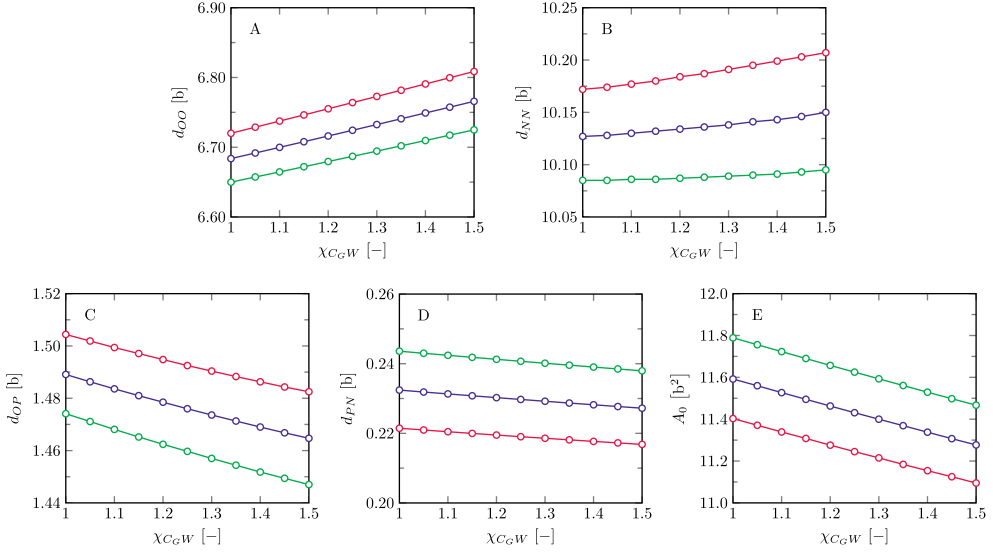 A
d_{OO} [b]
6.90
6.80
6.70
6.60
1 1.1 1.2 1.3 1.4 1.5
χ_{C_GW} [−]
B
d_{NN} [b]
10.25
10.20
10.15
10.10
10.05
1 1.1 1.2 1.3 1.4 1.5
χ_{C_GW} [−]
C
d_{OP} [b]
1.52
1.50
1.48
1.46
1.44
1 1.1 1.2 1.3 1.4 1.5
χ_{C_GW} [−]
D
d_{PN} [b]
0.26
0.24
0.22
0.20
1 1.1 1.2 1.3 1.4 1.5
χ_{C_GW} [−]
E
A_0 [b²]
12.0
11.8
11.6
11.4
11.2
11.0
1 1.1 1.2 1.3 1.4 1.5
χ_{C_GW} [−]